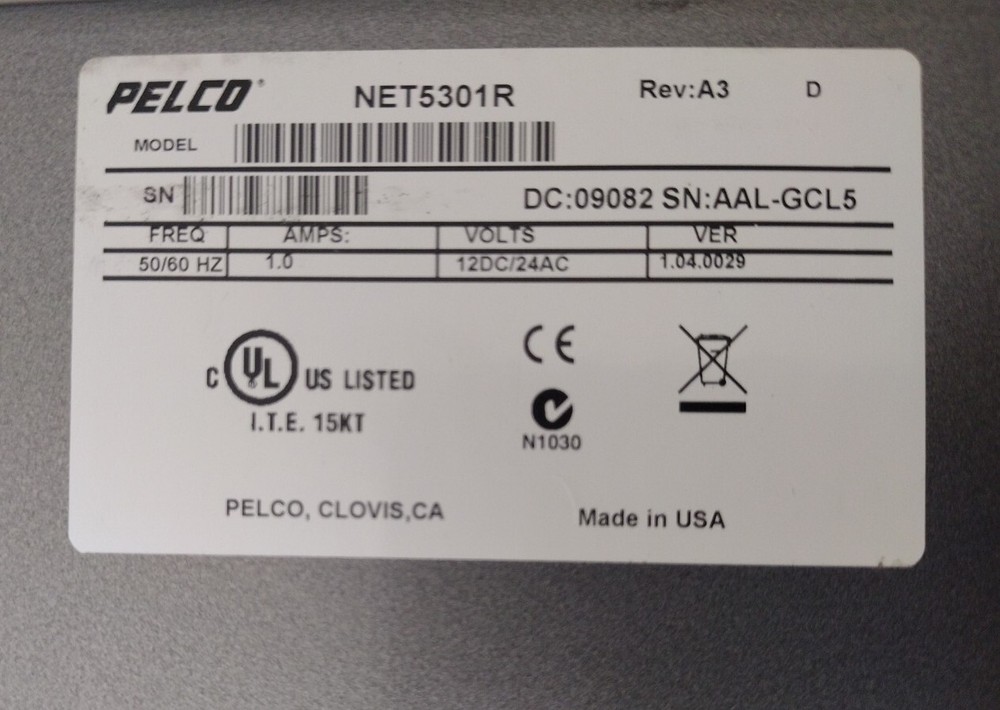 PELCO® NET5301R Rev:A3 D
MODEL
SN DC:09082 SN:AAL-GCL5
FREQ AMPS: VOLTS VER
50/60 HZ 1.0 12DC/24AC 1.04.0029
C UL US LISTED
I.T.E. 15KT
CE
N1030
PELCO, CLOVIS,CA
Made in USA